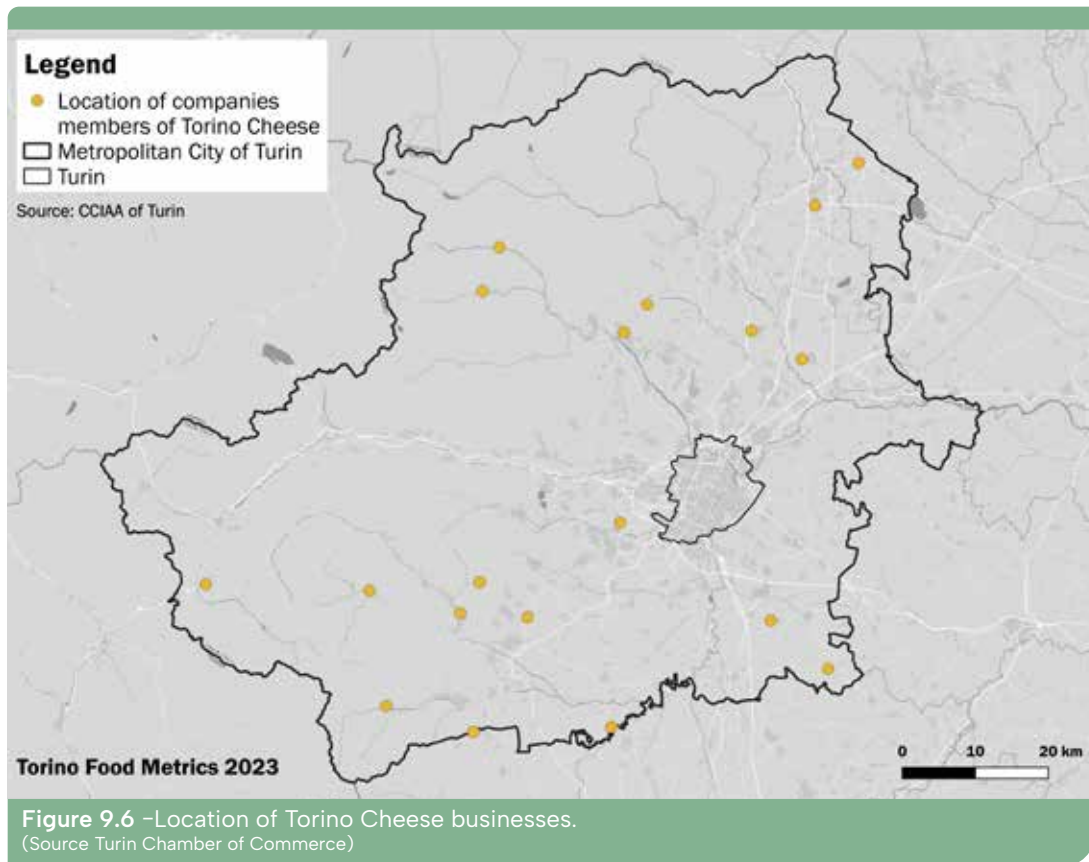 Legend
Location of companies
members of Torino Cheese
Metropolitan City of Turin
Turin
Source: CCIAA of Turin
Torino Food Metrics 2023
0 10 20 km
Figure 9.6 -Location of Torino Cheese businesses.
(Source Turin Chamber of Commerce)